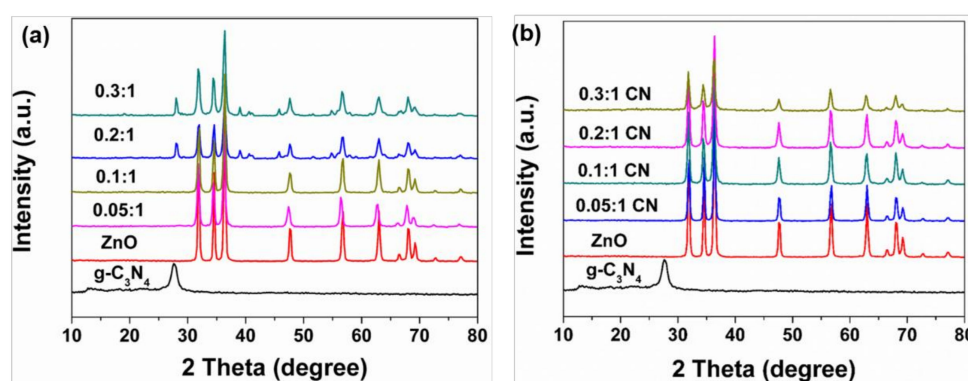 (a)
Intensity (a.u.)
0.3:1
0.2:1
0.1:1
0.05:1
ZnO
g-C3N4
10 20 30 40 50 60 70 80
2 Theta (degree)
(b)
Intensity (a.u.)
0.3:1 CN
0.2:1 CN
0.1:1 CN
0.05:1 CN
ZnO
g-C3N4
10 20 30 40 50 60 70 80
2 Theta (degree)